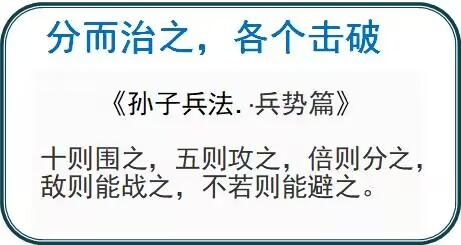 分而治之，各个击破
《孙子兵法.·兵势篇》
十则围之，五则攻之，倍则分之，
敌则能战之，不若则能避之。